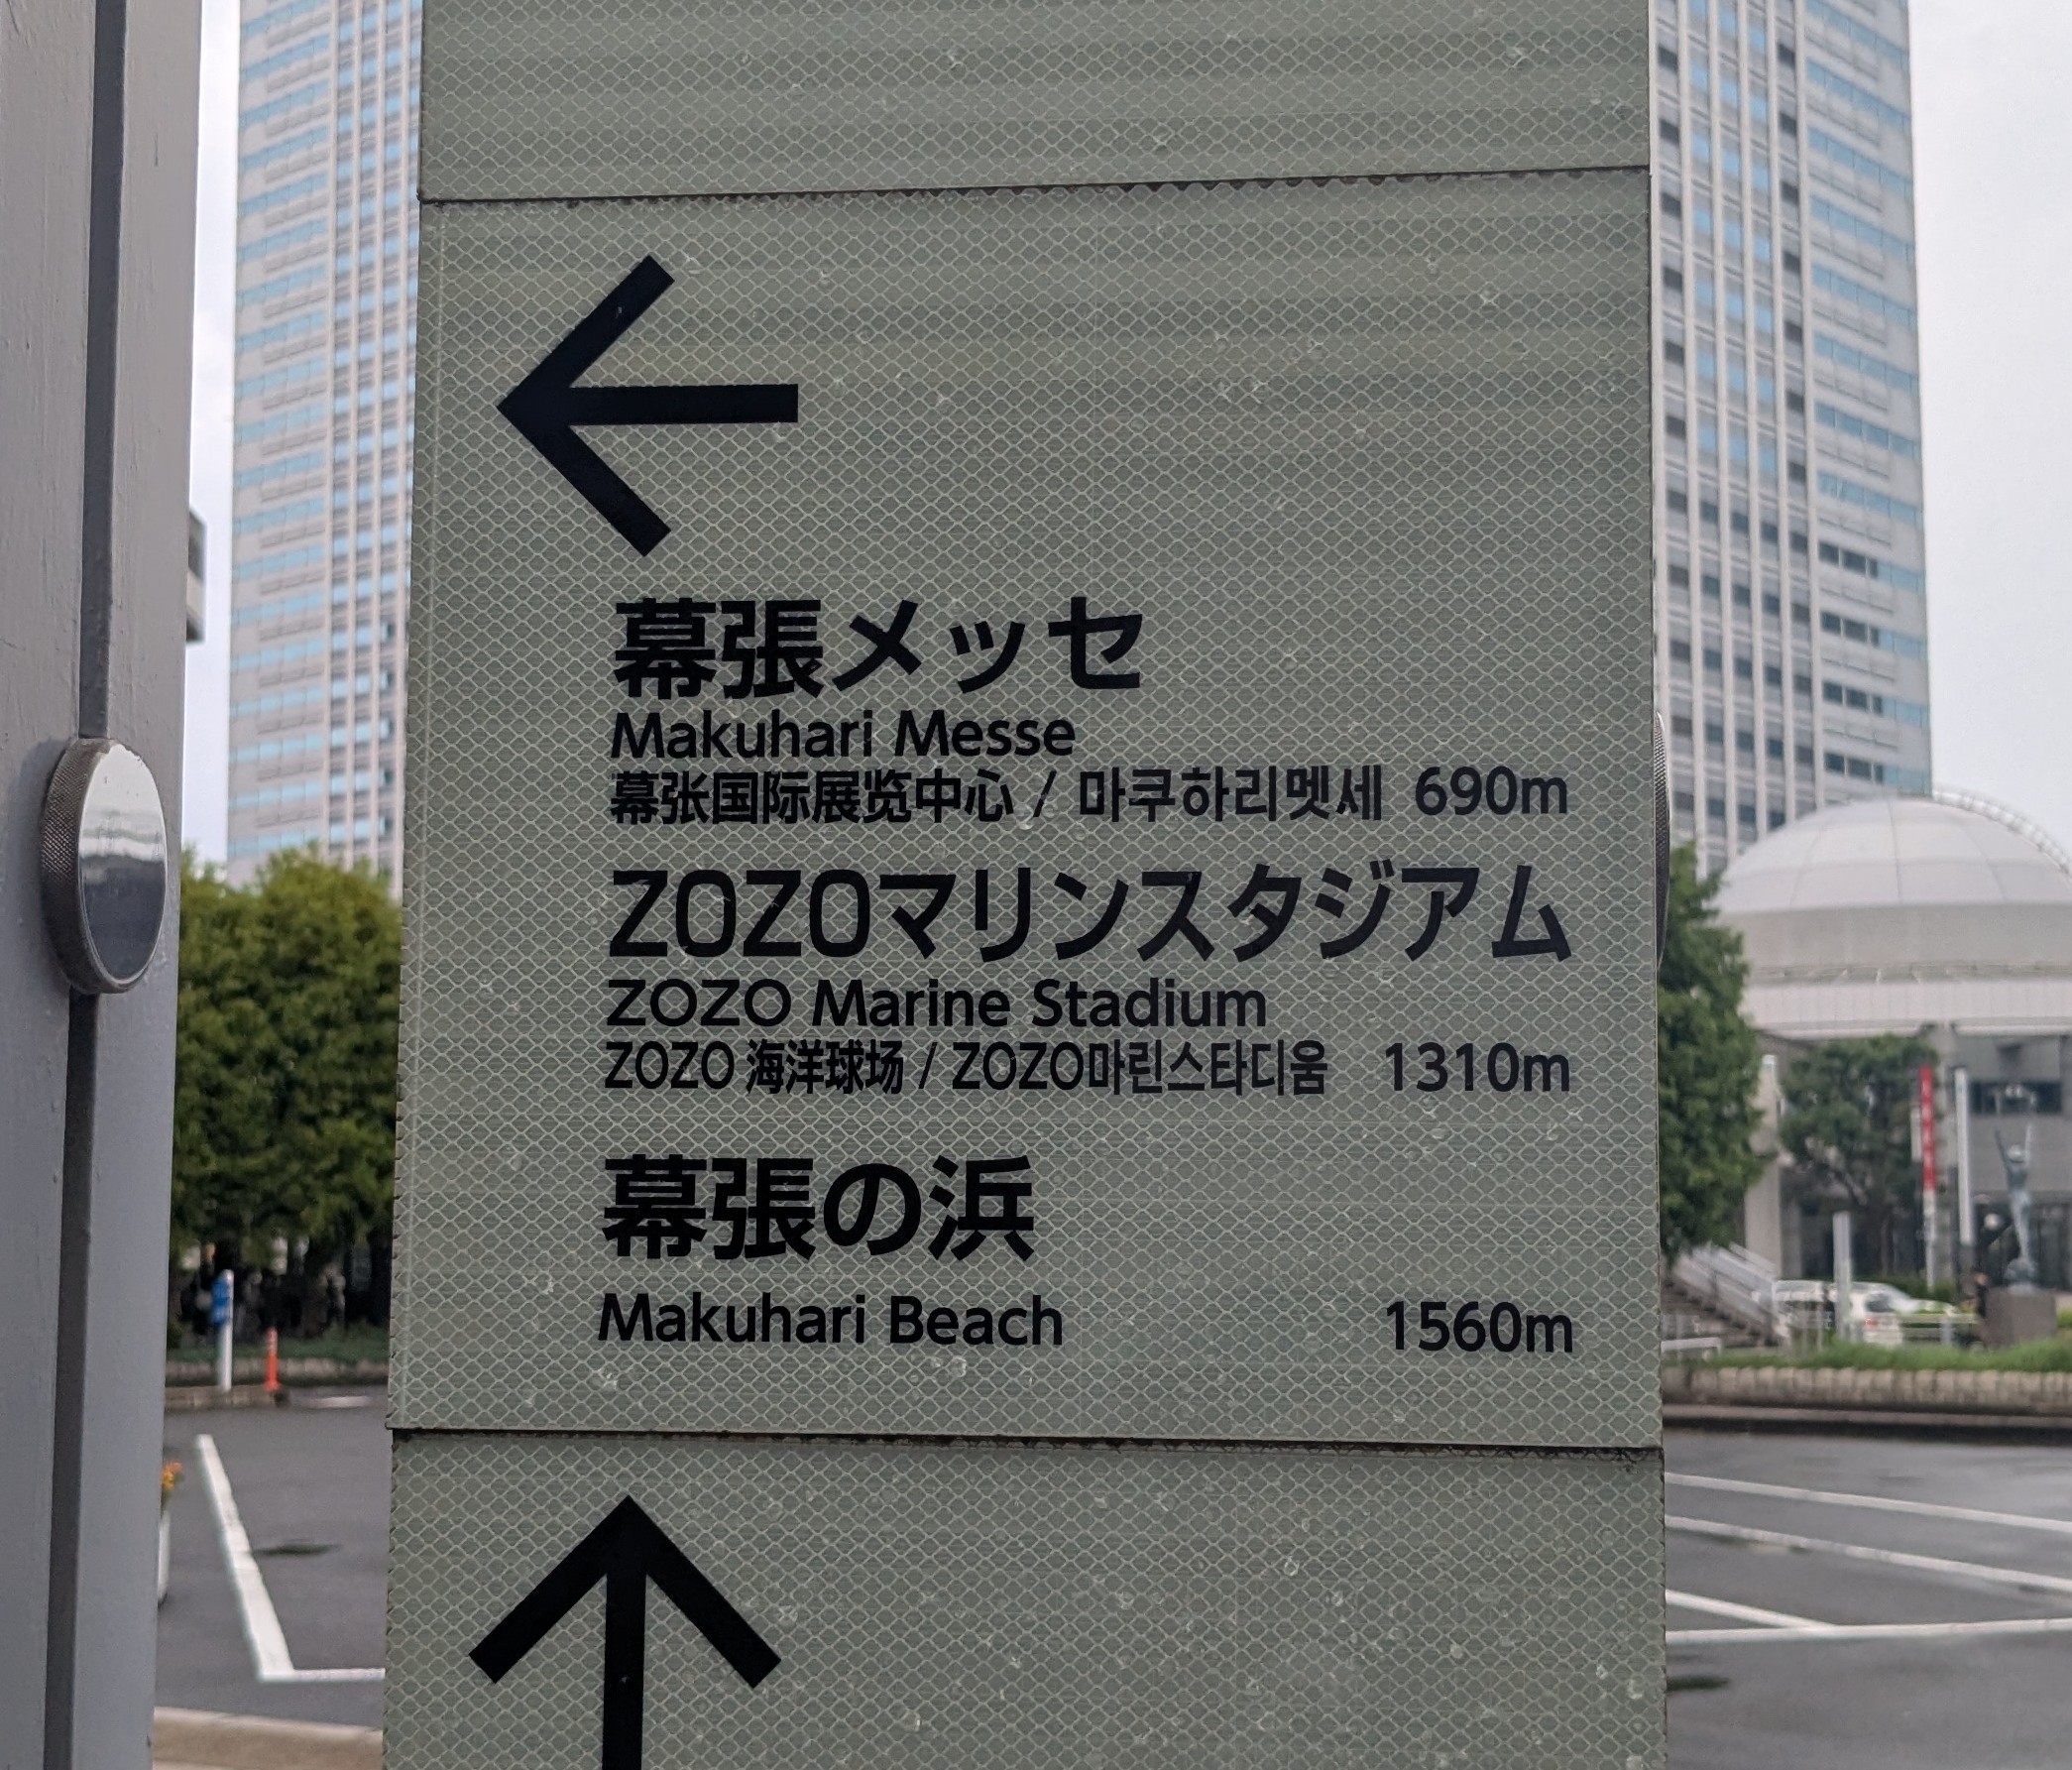 幕張メッセ
Makuhari Messe
幕张国际展览中心 / 마쿠하리멧세 690m
ZOZOマリンスタジアム
ZOZO Marine Stadium
ZOZO 海洋球场 / ZOZO마린스타디움 1310m
幕張の浜
Makuhari Beach 1560m